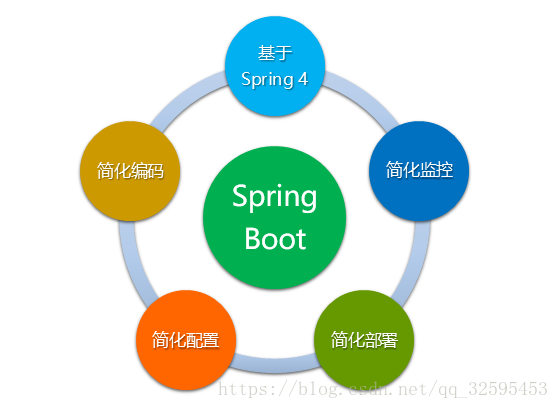 基于
Spring 4
简化编码
简化监控
Spring
Boot
简化配置
简化部署
https://blog.csdn.net/qq_32595453